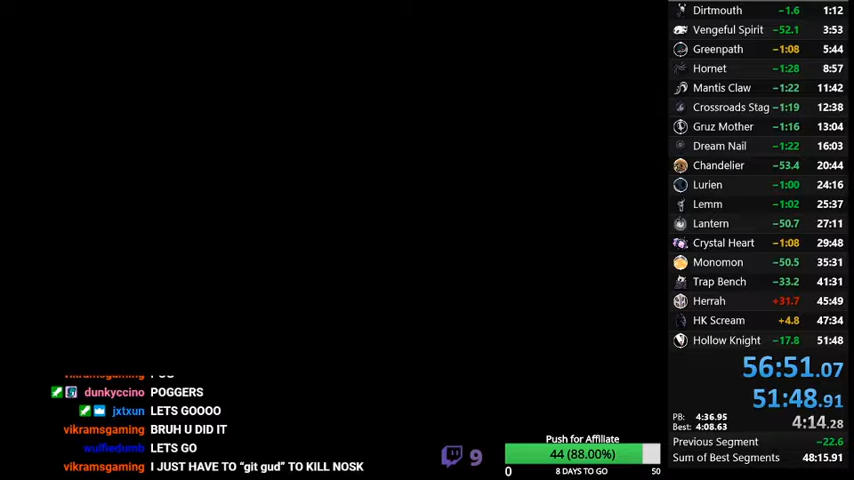 Dirtmouth -1.6 1:12
Vengeful Spirit -52.1 3:53
Greenpath -1:08 5:44
Hornet -1:28 8:57
Mantis Claw -1:22 11:42
Crossroads Stag -1:19 12:38
Gruz Mother -1:16 13:04
Dream Nail -1:22 16:03
Chandelier -53.4 20:44
Lurien -1:00 24:16
Lemm -1:02 25:37
Lantern -50.7 27:11
Crystal Heart -1:08 29:48
Monomon -50.5 35:31
Trap Bench -33.2 41:31
Herrah +31.7 45:49
HK Scream +4.8 47:34
Hollow Knight -17.8 51:48
56:51.07
51:48.91
PB: 4:36.95
Best: 4:08.63
4:14.28
Previous Segment -22.6
Sum of Best Segments 48:15.91
vikramsgaming POG
dunkyccino POGGERS
jxtxun LETS GOOOO
vikramsgaming BRUH U DID IT
wulfiedumb LETS GO
vikramsgaming I JUST HAVE TO “git gud” TO KILL NOSK
9
Push for Affiliate
44 (88.00%)
0 8 DAYS TO GO 50